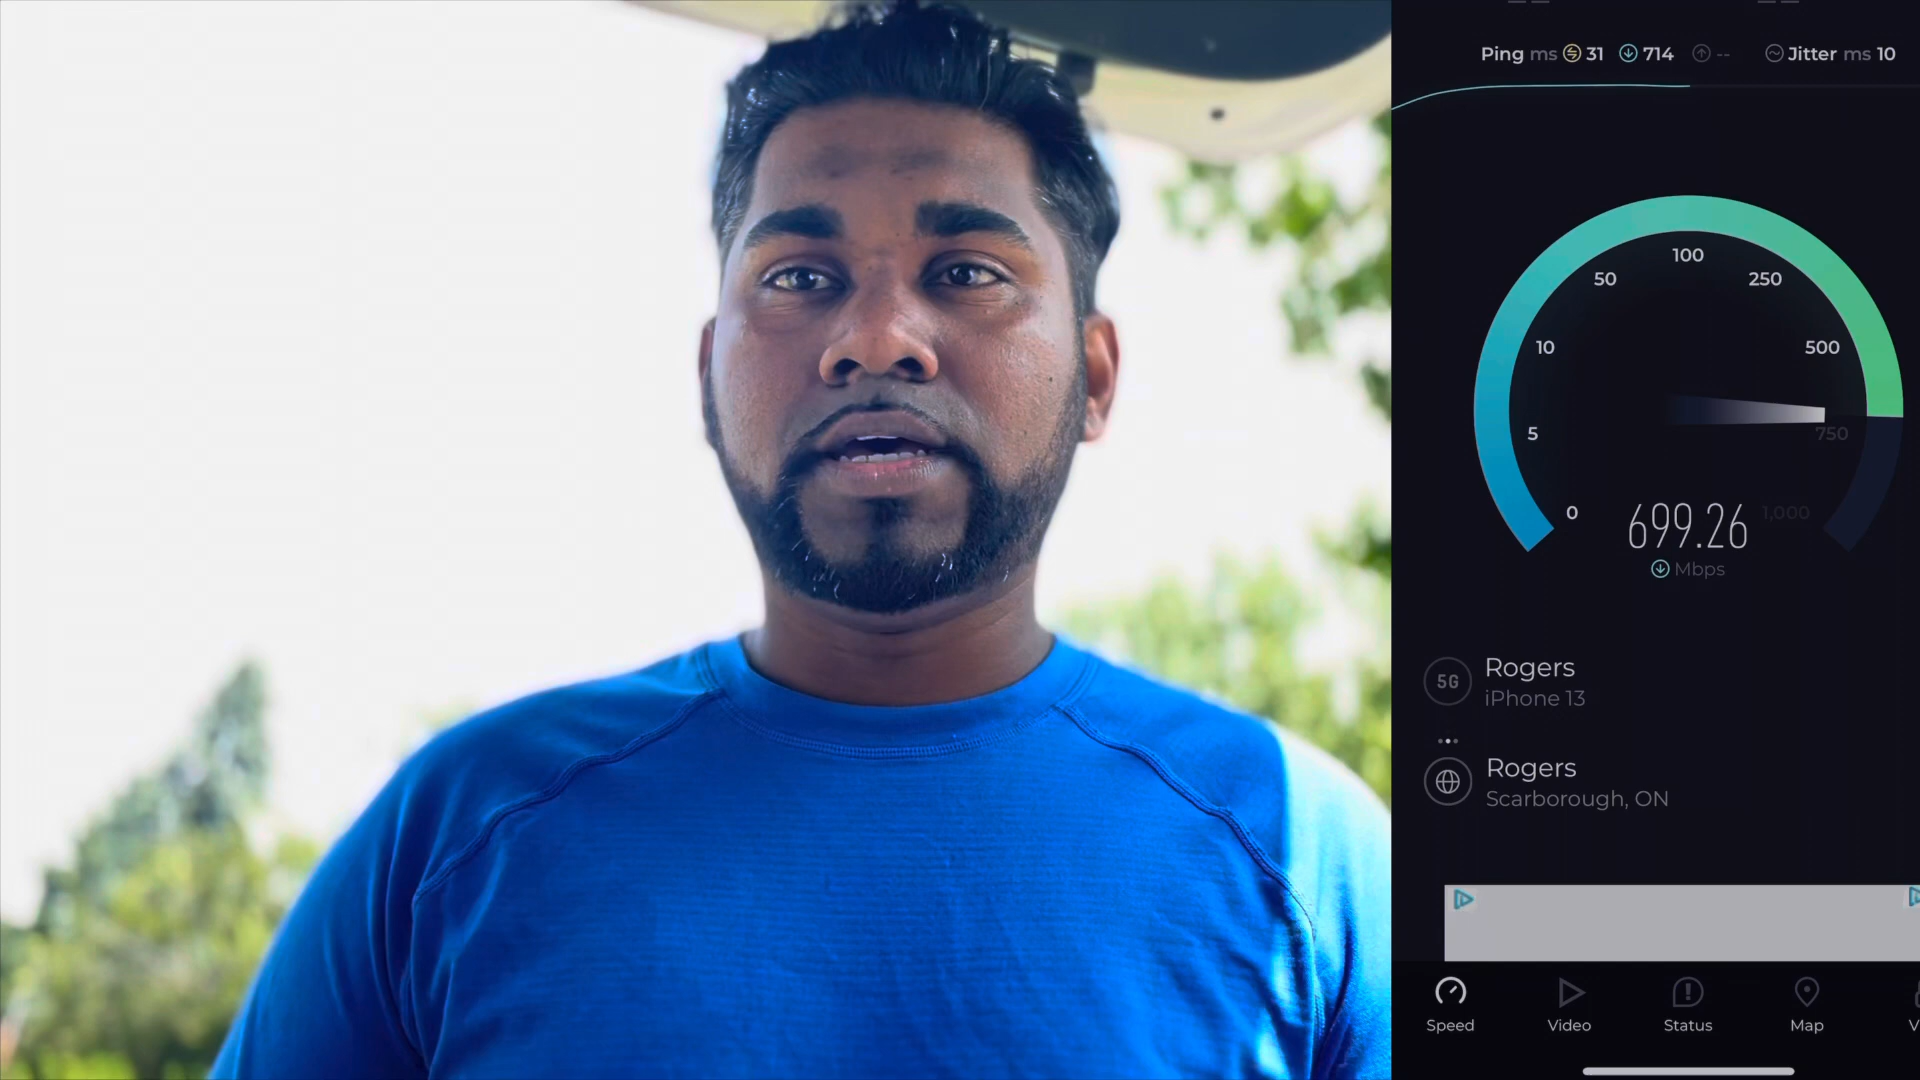 Ping ms 31 714 -- Jitter ms 10
100
50 250
10 500
5 750
0 1,000
699.26
Mbps
5G Rogers
iPhone 13
Rogers
Scarborough, ON
Speed Video Status Map V